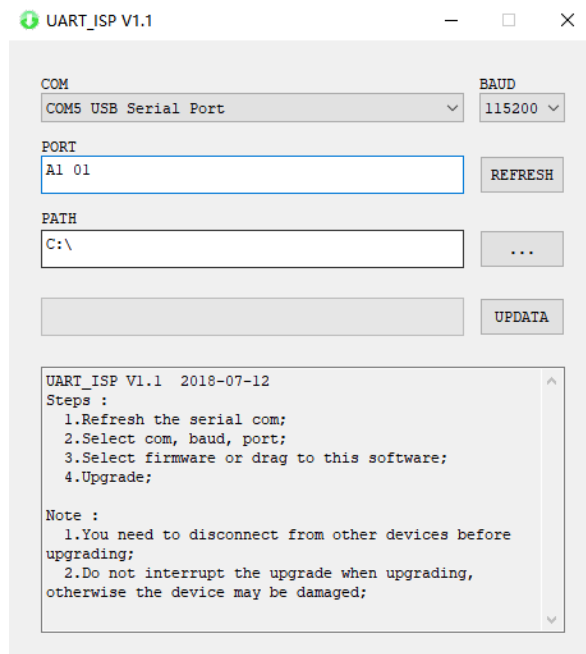 UART_ISP V1.1
COM
BAUD
COM5 USB Serial Port
115200
PORT
A1 01
REFRESH
PATH
C:\
...
UPDATA
UART_ISP V1.1 2018-07-12
Steps :
1.Refresh the serial com;
2.Select com, baud, port;
3.Select firmware or drag to this software;
4.Upgrade;
Note :
1.You need to disconnect from other devices before
upgrading;
2.Do not interrupt the upgrade when upgrading,
otherwise the device may be damaged;